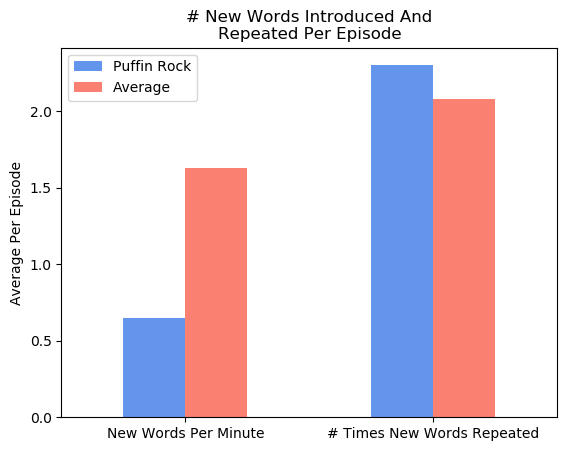 # New Words Introduced And
Repeated Per Episode
Puffin Rock
Average
Average Per Episode
2.0
1.5
1.0
0.5
0.0
New Words Per Minute
# Times New Words Repeated